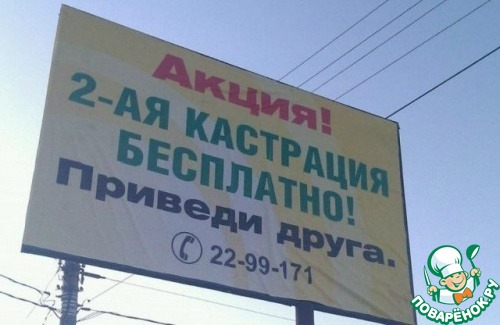 Акция!
2-АЯ КАСТРАЦИЯ
БЕСПЛАТНО!
Приведи друга.
22-99-171
ПОВАРЁНОК.РУ